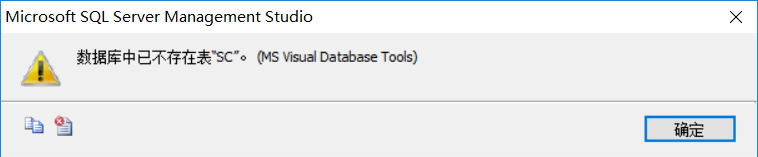 Microsoft SQL Server Management Studio
数据库中已不存在表“SC”。 (MS Visual Database Tools)
确定